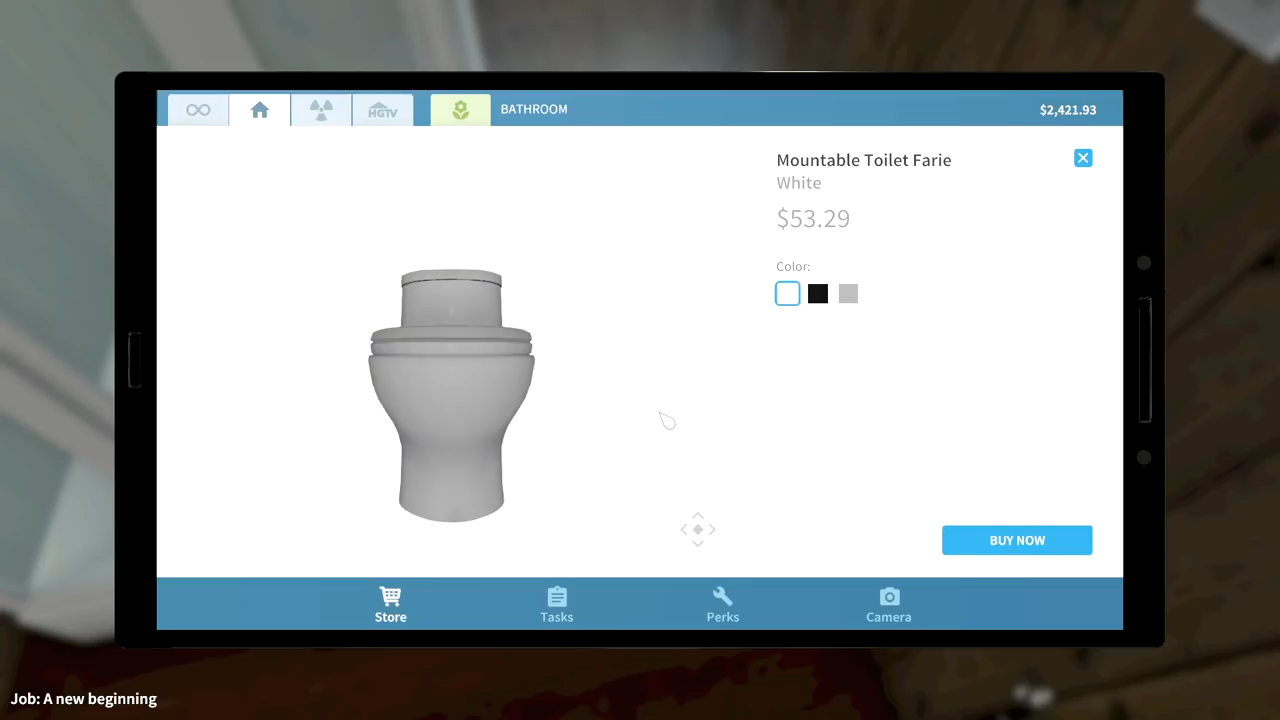 HGTV
BATHROOM
$2,421.93
Mountable Toilet Farie
White
$53.29
Color:
BUY NOW
Store
Tasks
Perks
Camera
Job: A new beginning